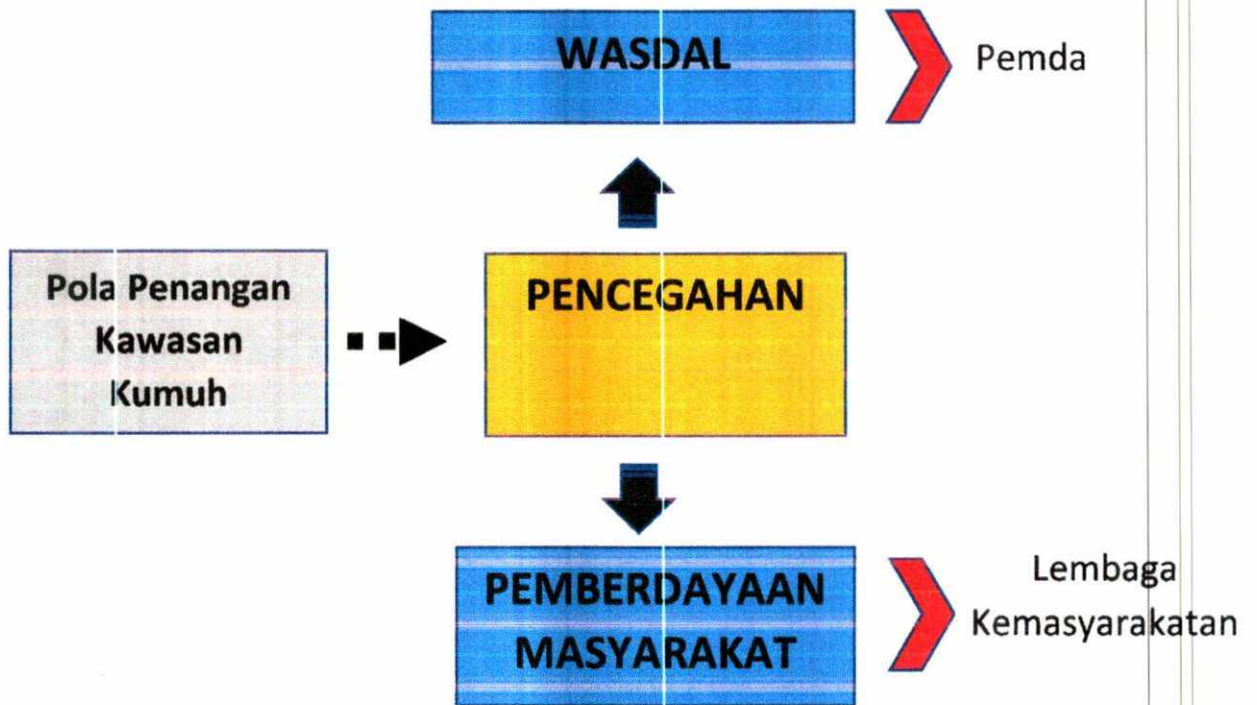 WASDAL
Pemda
Pola Penangan
Kawasan
Kumuh
PENCEGAHAN
PEMBERDAYAAN
MASYARAKAT
Lembaga
Kemasyarakatan